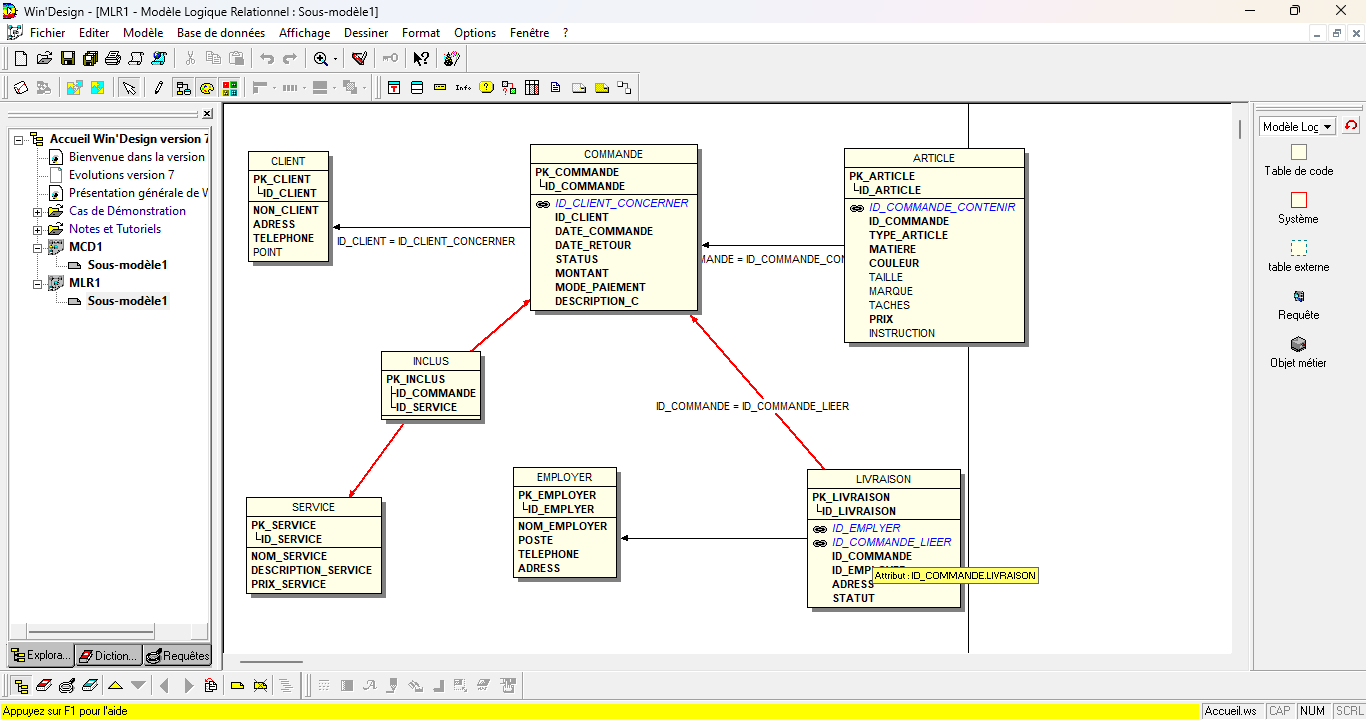 Win'Design - [MLR1 - Modèle Logique Relationnel : Sous-modèle1]
Fichier Editer Modèle Base de données Affichage Dessiner Format Options Fenêtre ?
Info
Accueil Win'Design version 7
Bienvenue dans la version
Evolutions version 7
Présentation générale de W
Cas de Démonstration
Notes et Tutoriels
MCD1
Sous-modèle1
MLR1
Sous-modèle1
Explora...
Diction...
Requêtes
CLIENT
PK_CLIENT
ID_CLIENT
NON_CLIENT
ADRESS
TELEPHONE
POINT
ID_CLIENT = ID_CLIENT_CONCERNER
COMMANDE
PK_COMMANDE
ID_COMMANDE
ID_CLIENT_CONCERNER
ID_CLIENT
DATE_COMMANDE
DATE_RETOUR
STATUS
MONTANT
MODE_PAIEMENT
DESCRIPTION_C
MANDE = ID_COMMANDE_CON
ARTICLE
PK_ARTICLE
ID_ARTICLE
ID_COMMANDE_CONTENIR
ID_COMMANDE
TYPE_ARTICLE
MATIERE
COULEUR
TAILLE
MARQUE
TACHES
PRIX
INSTRUCTION
INCLUS
PK_INCLUS
ID_COMMANDE
ID_SERVICE
ID_COMMANDE = ID_COMMANDE_LIEER
SERVICE
PK_SERVICE
ID_SERVICE
NOM_SERVICE
DESCRIPTION_SERVICE
PRIX_SERVICE
EMPLOYER
PK_EMPLOYER
ID_EMPLYER
NOM_EMPLOYER
POSTE
TELEPHONE
ADRESS
LIVRAISON
PK_LIVRAISON
ID_LIVRAISON
ID_EMPLYER
ID_COMMANDE_LIEER
ID_COMMANDE
Attribut : ID_COMMANDE.LIVRAISON
ADRESS
STATUT
Modèle Log
Table de code
Système
table externe
Requête
Objet métier
Appuyez sur F1 pour l'aide
Accueil.ws CAP NUM SCRL